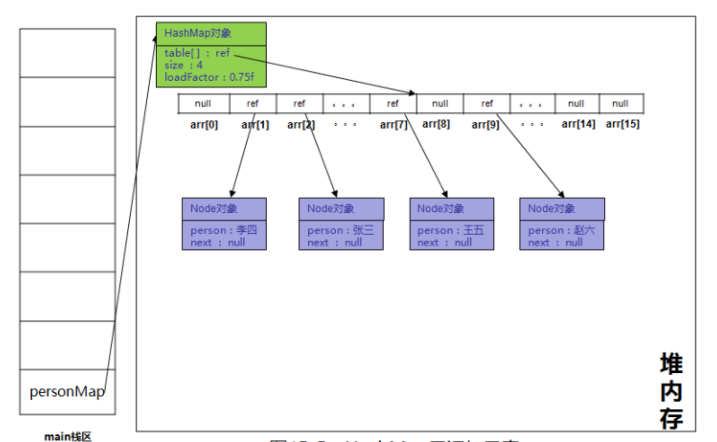 HashMap对象
table[] : ref
size : 4
loadFactor : 0.75f
null ref ref 。。。 ref null ref 。。。 null null
arr[0] arr[1] arr[2] 。。。 arr[7] arr[8] arr[9] 。。。 arr[14] arr[15]
Node对象 Node对象 Node对象 Node对象
person : 李四 person : 张三 person : 王五 person : 赵六
next : null next : null next : null next : null
personMap
堆
内
存
main栈区